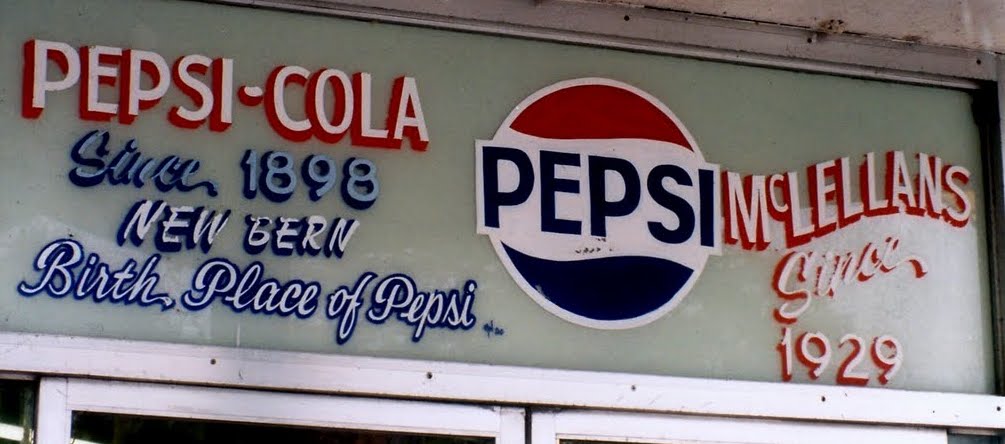 PEPSI-COLA
Since 1898
NEW BERN
Birth Place of Pepsi
PEPSI
McLELLANS
Since
1929